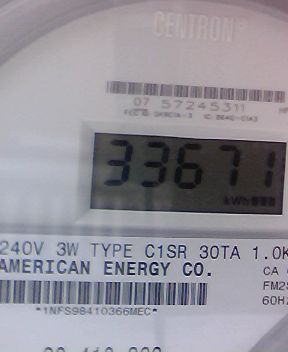 CENTRON®
07 57245311
33671
kWh
240V 3W TYPE C1SR 30TA 1.0K
AMERICAN ENERGY CO.
CA
FM2S
60HZ
*1NFS98410366MEC*